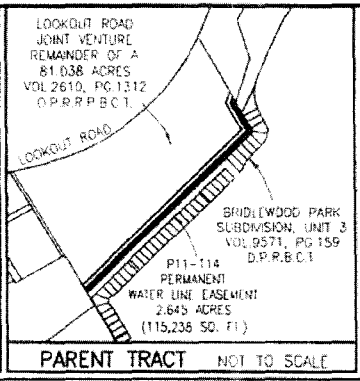 LOOKOUT ROAD
JOINT VENTURE
REMAINDER OF A
81.038 ACRES
VOL.2610, PG.1312
O.P.R.R.P.B.C.T.
LOOKOUT ROAD
BRIDLEWOOD PARK
SUBDIVISION, UNIT 3
VOL.9571, PG 159
D.P.R.B.C.T
P11-T14
PERMANENT
WATER LINE EASEMENT
2.645 ACRES
(115,238 SQ. FT)
PARENT TRACT NOT TO SCALE